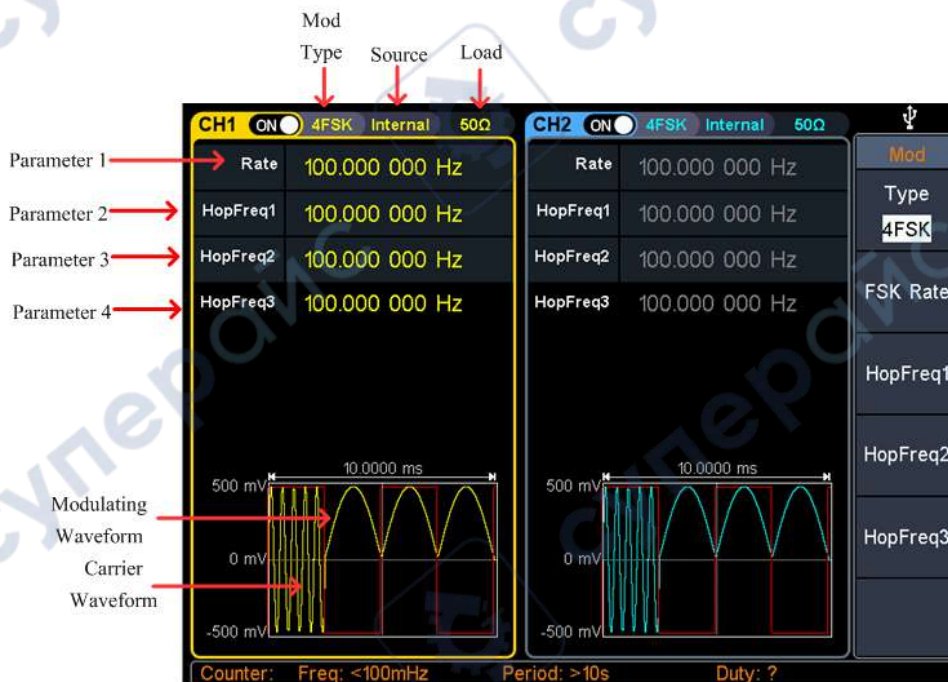 Mod
Type
Source
Load
CH1 ON 4FSK Internal 50Ω
CH2 ON 4FSK Internal 50Ω
Parameter 1
Rate 100.000 000 Hz
Rate 100.000 000 Hz
Mod
Parameter 2
HopFreq1 100.000 000 Hz
HopFreq1 100.000 000 Hz
Type
4FSK
Parameter 3
HopFreq2 100.000 000 Hz
HopFreq2 100.000 000 Hz
Parameter 4
HopFreq3 100.000 000 Hz
HopFreq3 100.000 000 Hz
FSK Rate
HopFreq1
HopFreq2
HopFreq3
10.0000 ms
500 mV
0 mV
-500 mV
10.0000 ms
500 mV
0 mV
-500 mV
Modulating
Waveform
Carrier
Waveform
Counter: Freq: <100mHz Period: >10s Duty: ?
суперайс